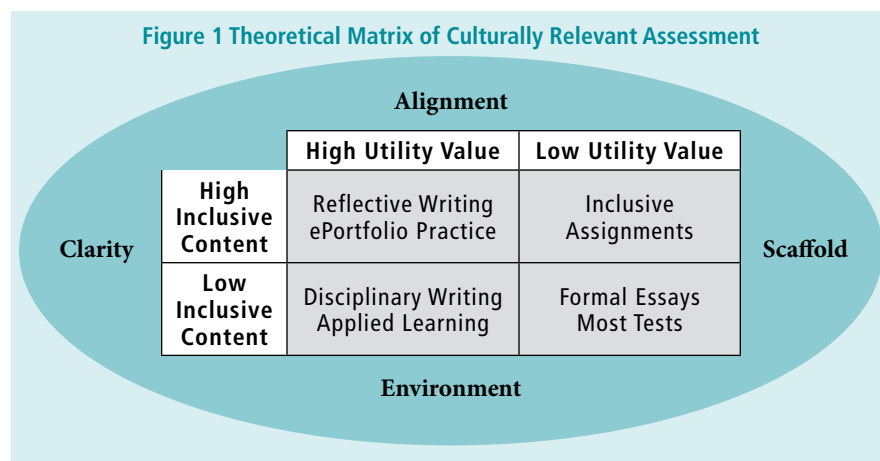 Figure 1 Theoretical Matrix of Culturally Relevant Assessment
Alignment
High Utility Value
Low Utility Value
High
Inclusive
Content
Reflective Writing
ePortfolio Practice
Inclusive
Assignments
Clarity
Scaffold
Low
Inclusive
Content
Disciplinary Writing
Applied Learning
Formal Essays
Most Tests
Environment